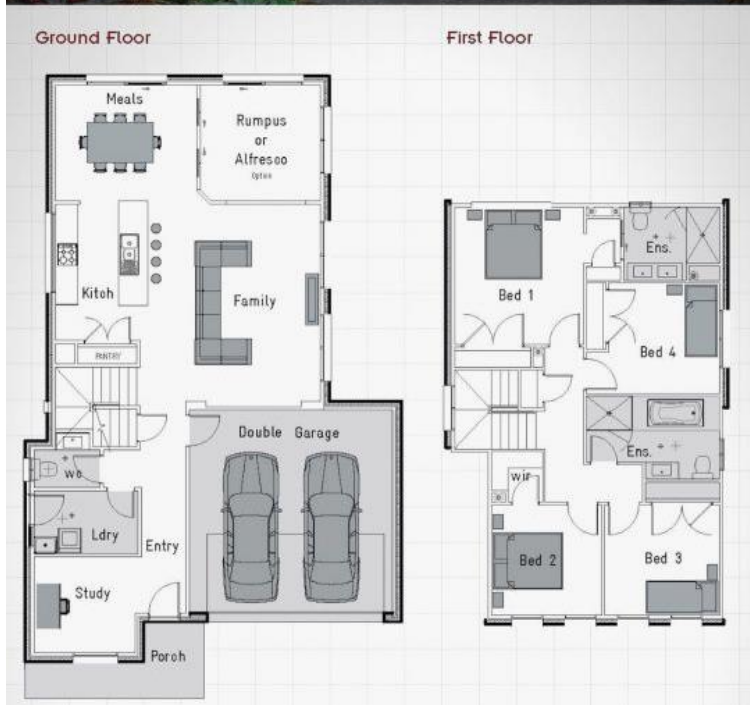 Ground Floor
First Floor
Meals
Rumpus
or
Alfresco
Option
Kitch
Family
PANTRY
Double Garage
wc
Ldry
Entry
Study
Porch
Ens.
Bed 1
Bed 4
Ens.
wir
Bed 2
Bed 3